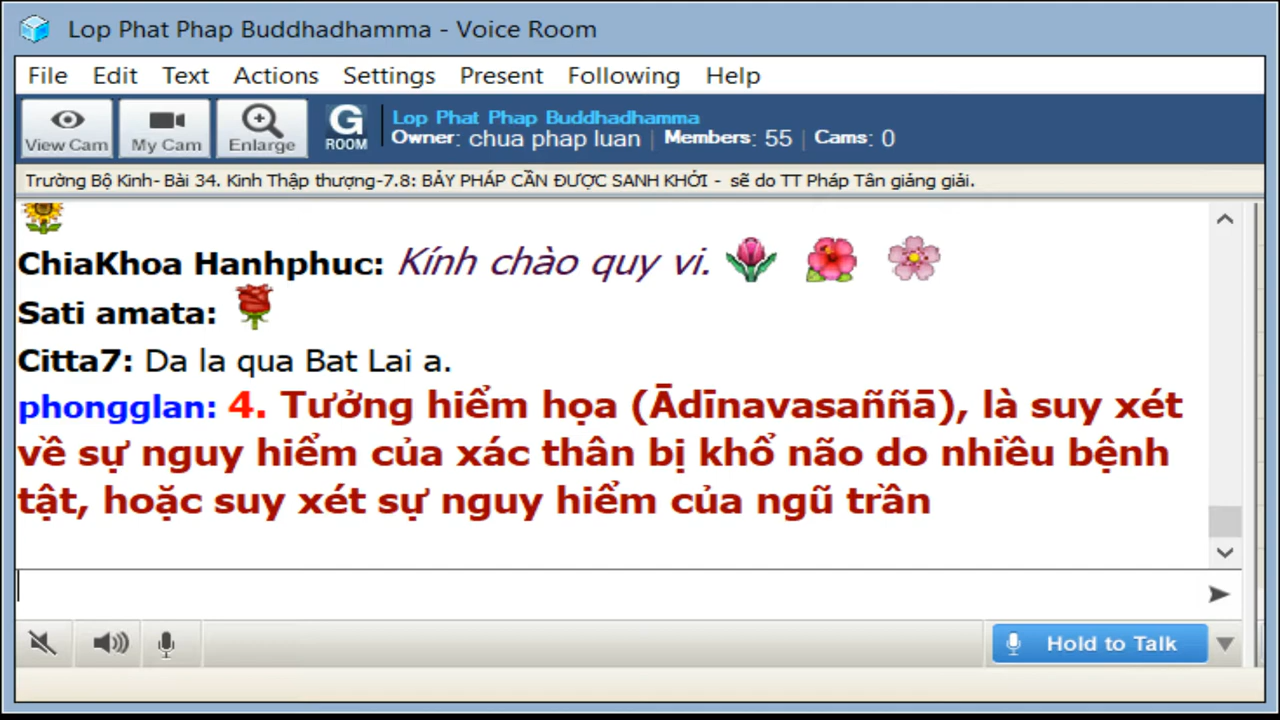 Lop Phat Phap Buddhadhamma - Voice Room
File Edit Text Actions Settings Present Following Help
View Cam My Cam Enlarge G ROOM
Lop Phat Phap Buddhadhamma
Owner: chua phap luan | Members: 55 | Cams: 0
Trường Bộ Kinh- Bài 34. Kinh Thập thượng-7.8: BẢY PHÁP CẦN ĐƯỢC SANH KHỞI - sẽ do TT Pháp Tân giảng giải.
ChiaKhoa Hanhphuc: Kính chào quy vi.
Sati amata:
Citta7: Da la qua Bat Lai a.
phongglan: 4. Tưởng hiểm họa (Ādīnavasaññā), là suy xét
về sự nguy hiểm của xác thân bị khổ não do nhiều bệnh
tật, hoặc suy xét sự nguy hiểm của ngũ trần
Hold to Talk